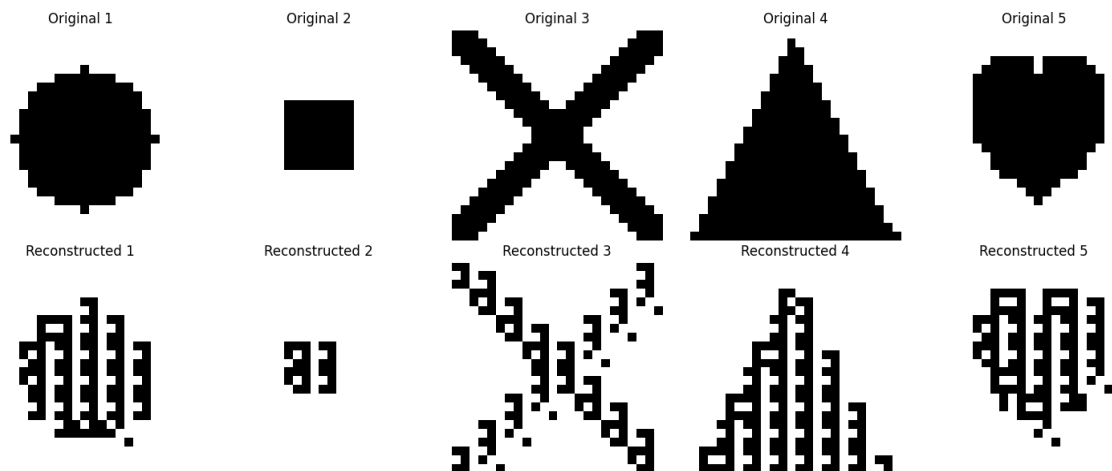 Original 1
Original 2
Original 3
Original 4
Original 5
Reconstructed 1
Reconstructed 2
Reconstructed 3
Reconstructed 4
Reconstructed 5